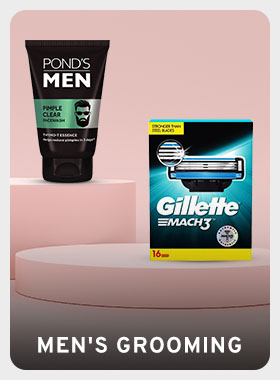 POND'S
MEN
PIMPLE
CLEAR
FACEWASH
STRONGER THAN
STEEL BLADES
Gillette
MACH3
16
MEN'S GROOMING